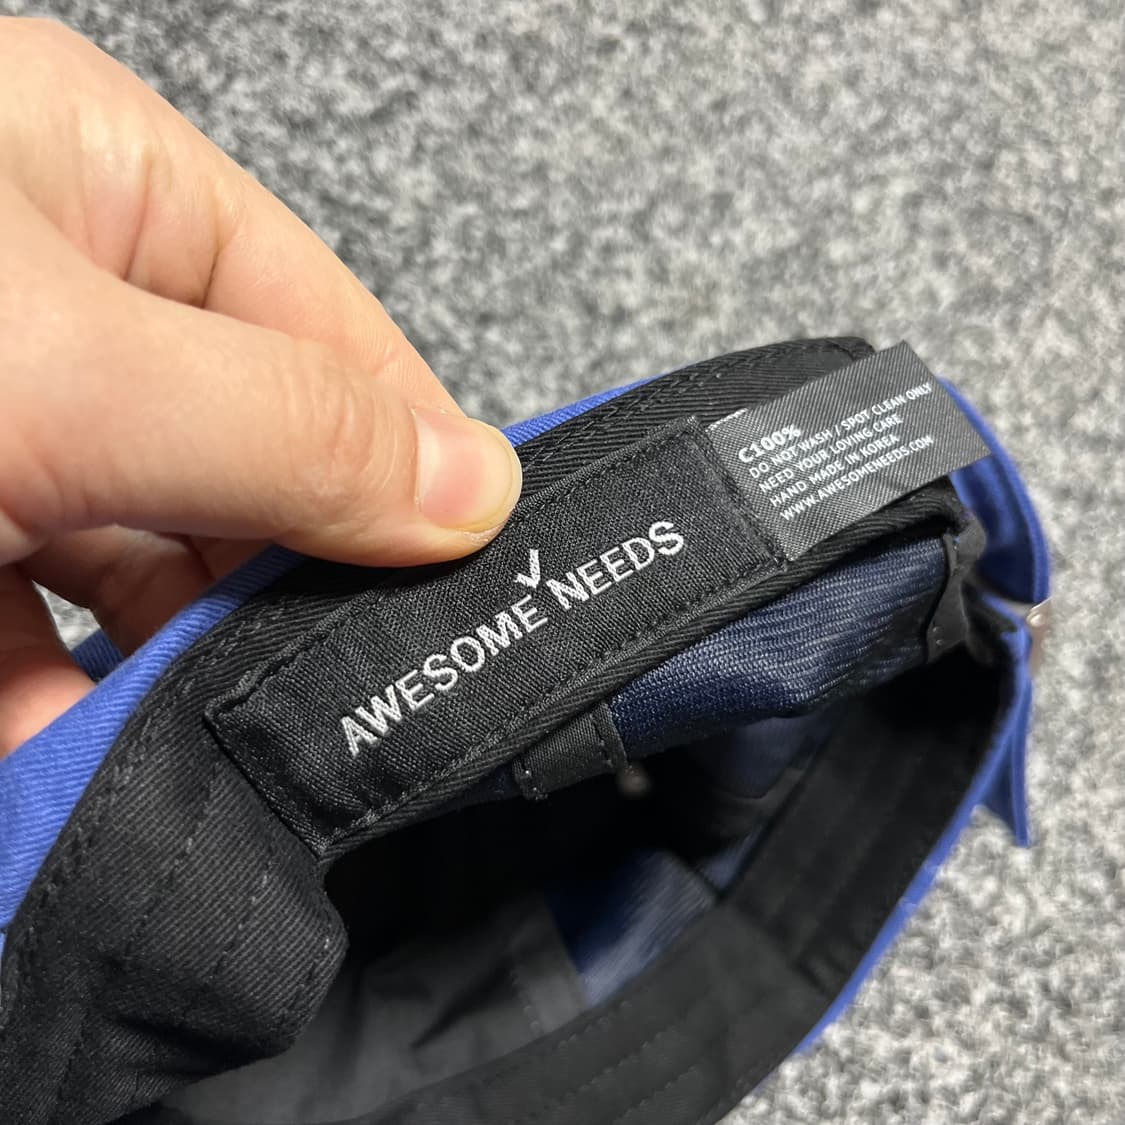 AWESOME NEEDS
C100%
DO NOT WASH / SPOT CLEAN ONLY
NEED YOUR LOVING CARE
HAND MADE IN KOREA
WWW.AWESOMENEEDS.COM